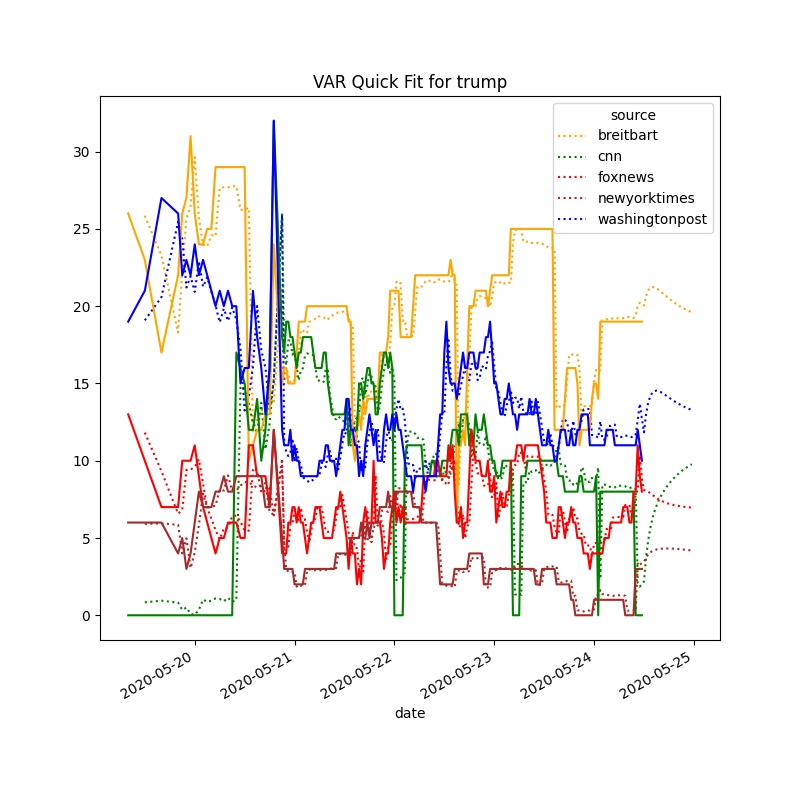 VAR Quick Fit for trump
source
breitbart
cnn
foxnews
newyorktimes
washingtonpost
30
25
20
15
10
5
0
2020-05-20
2020-05-21
2020-05-22
2020-05-23
2020-05-24
2020-05-25
date